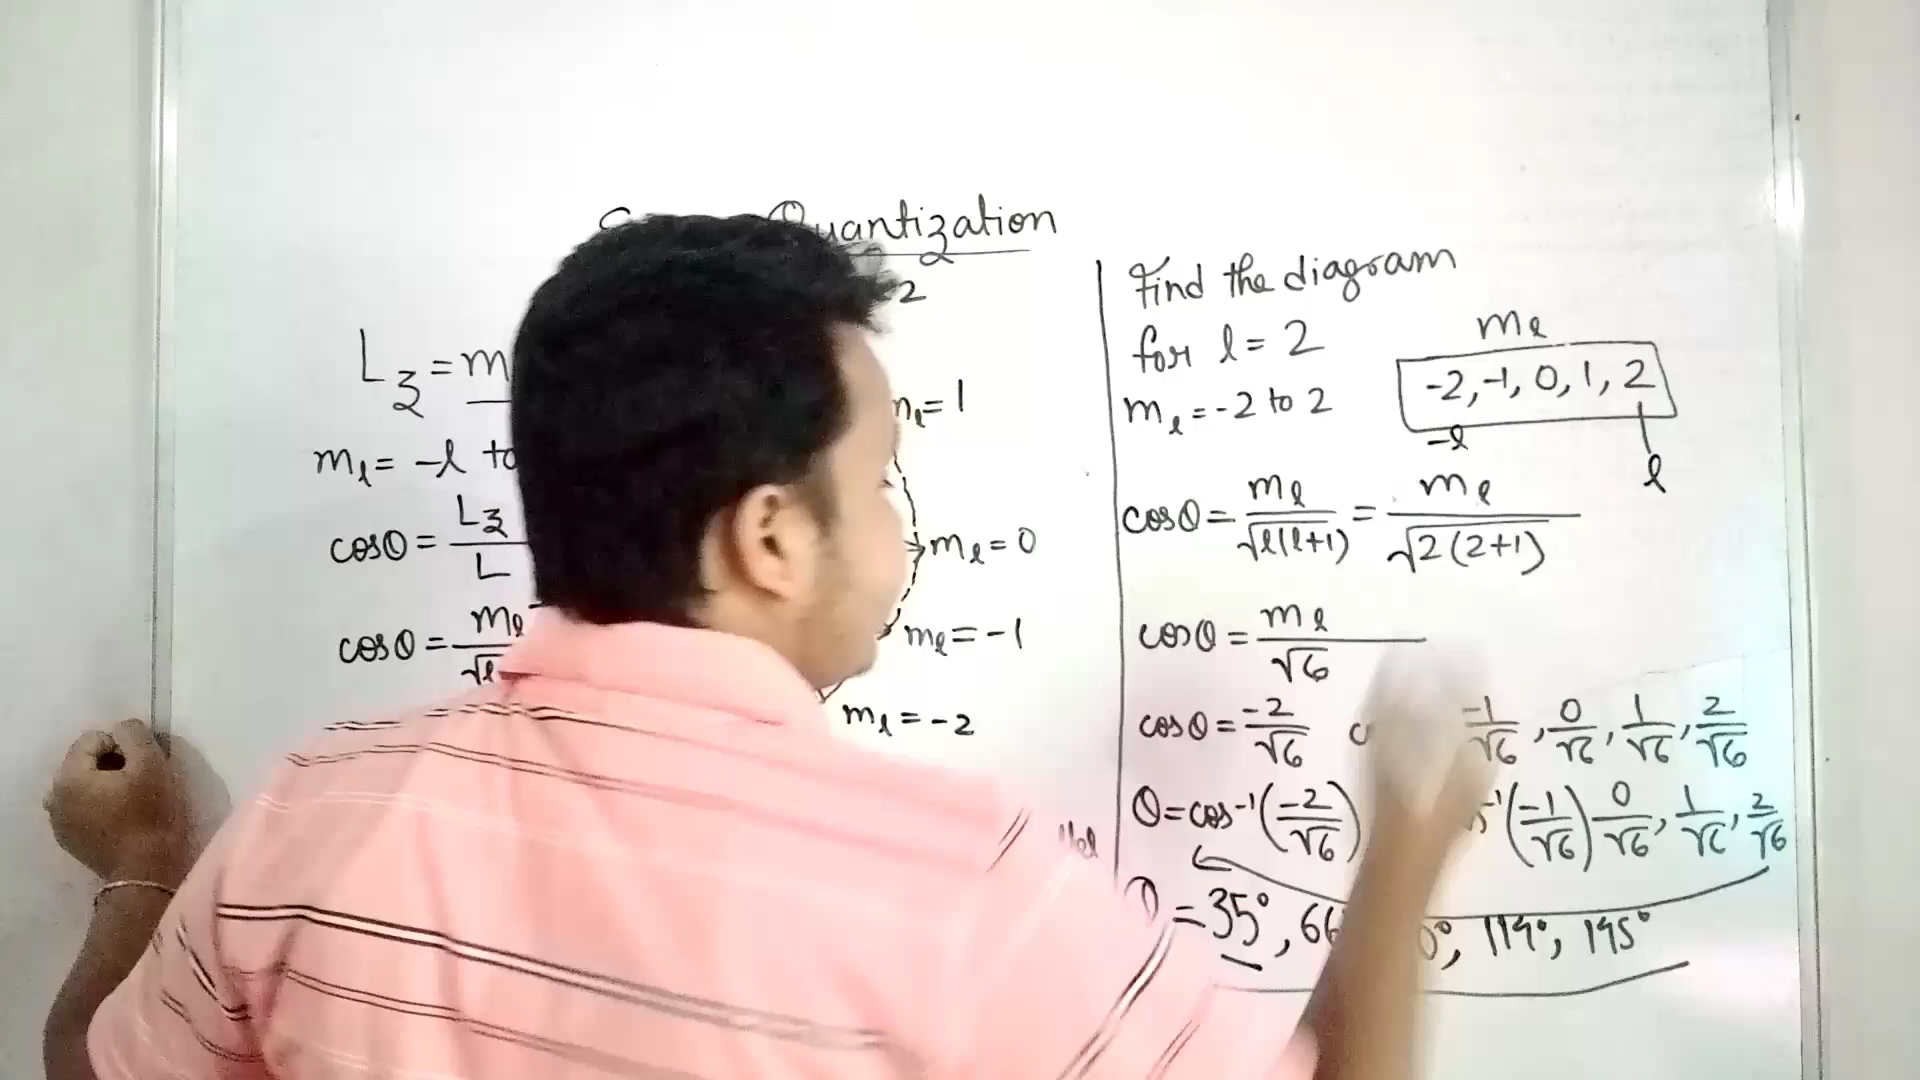 Quantization
2
L_z = m
m_l = -l to
cosθ = L_z / L
cosθ = m_l / √l
m_l = 1
m_l = 0
m_l = -1
m_l = -2
Find the diagram
for l = 2
m_l = -2 to 2
m_l
-2, -1, 0, 1, 2
-l
l
cosθ = m_l / √l(l+1) = m_l / √2(2+1)
cosθ = m_l / √6
cosθ = -2/√6 -1/√6, 0/√6, 1/√6, 2/√6
θ = cos⁻¹(-2/√6) (-1/√6) 0/√6, 1/√6, 2/√6
θ = 35°, 66 0°, 114°, 145°